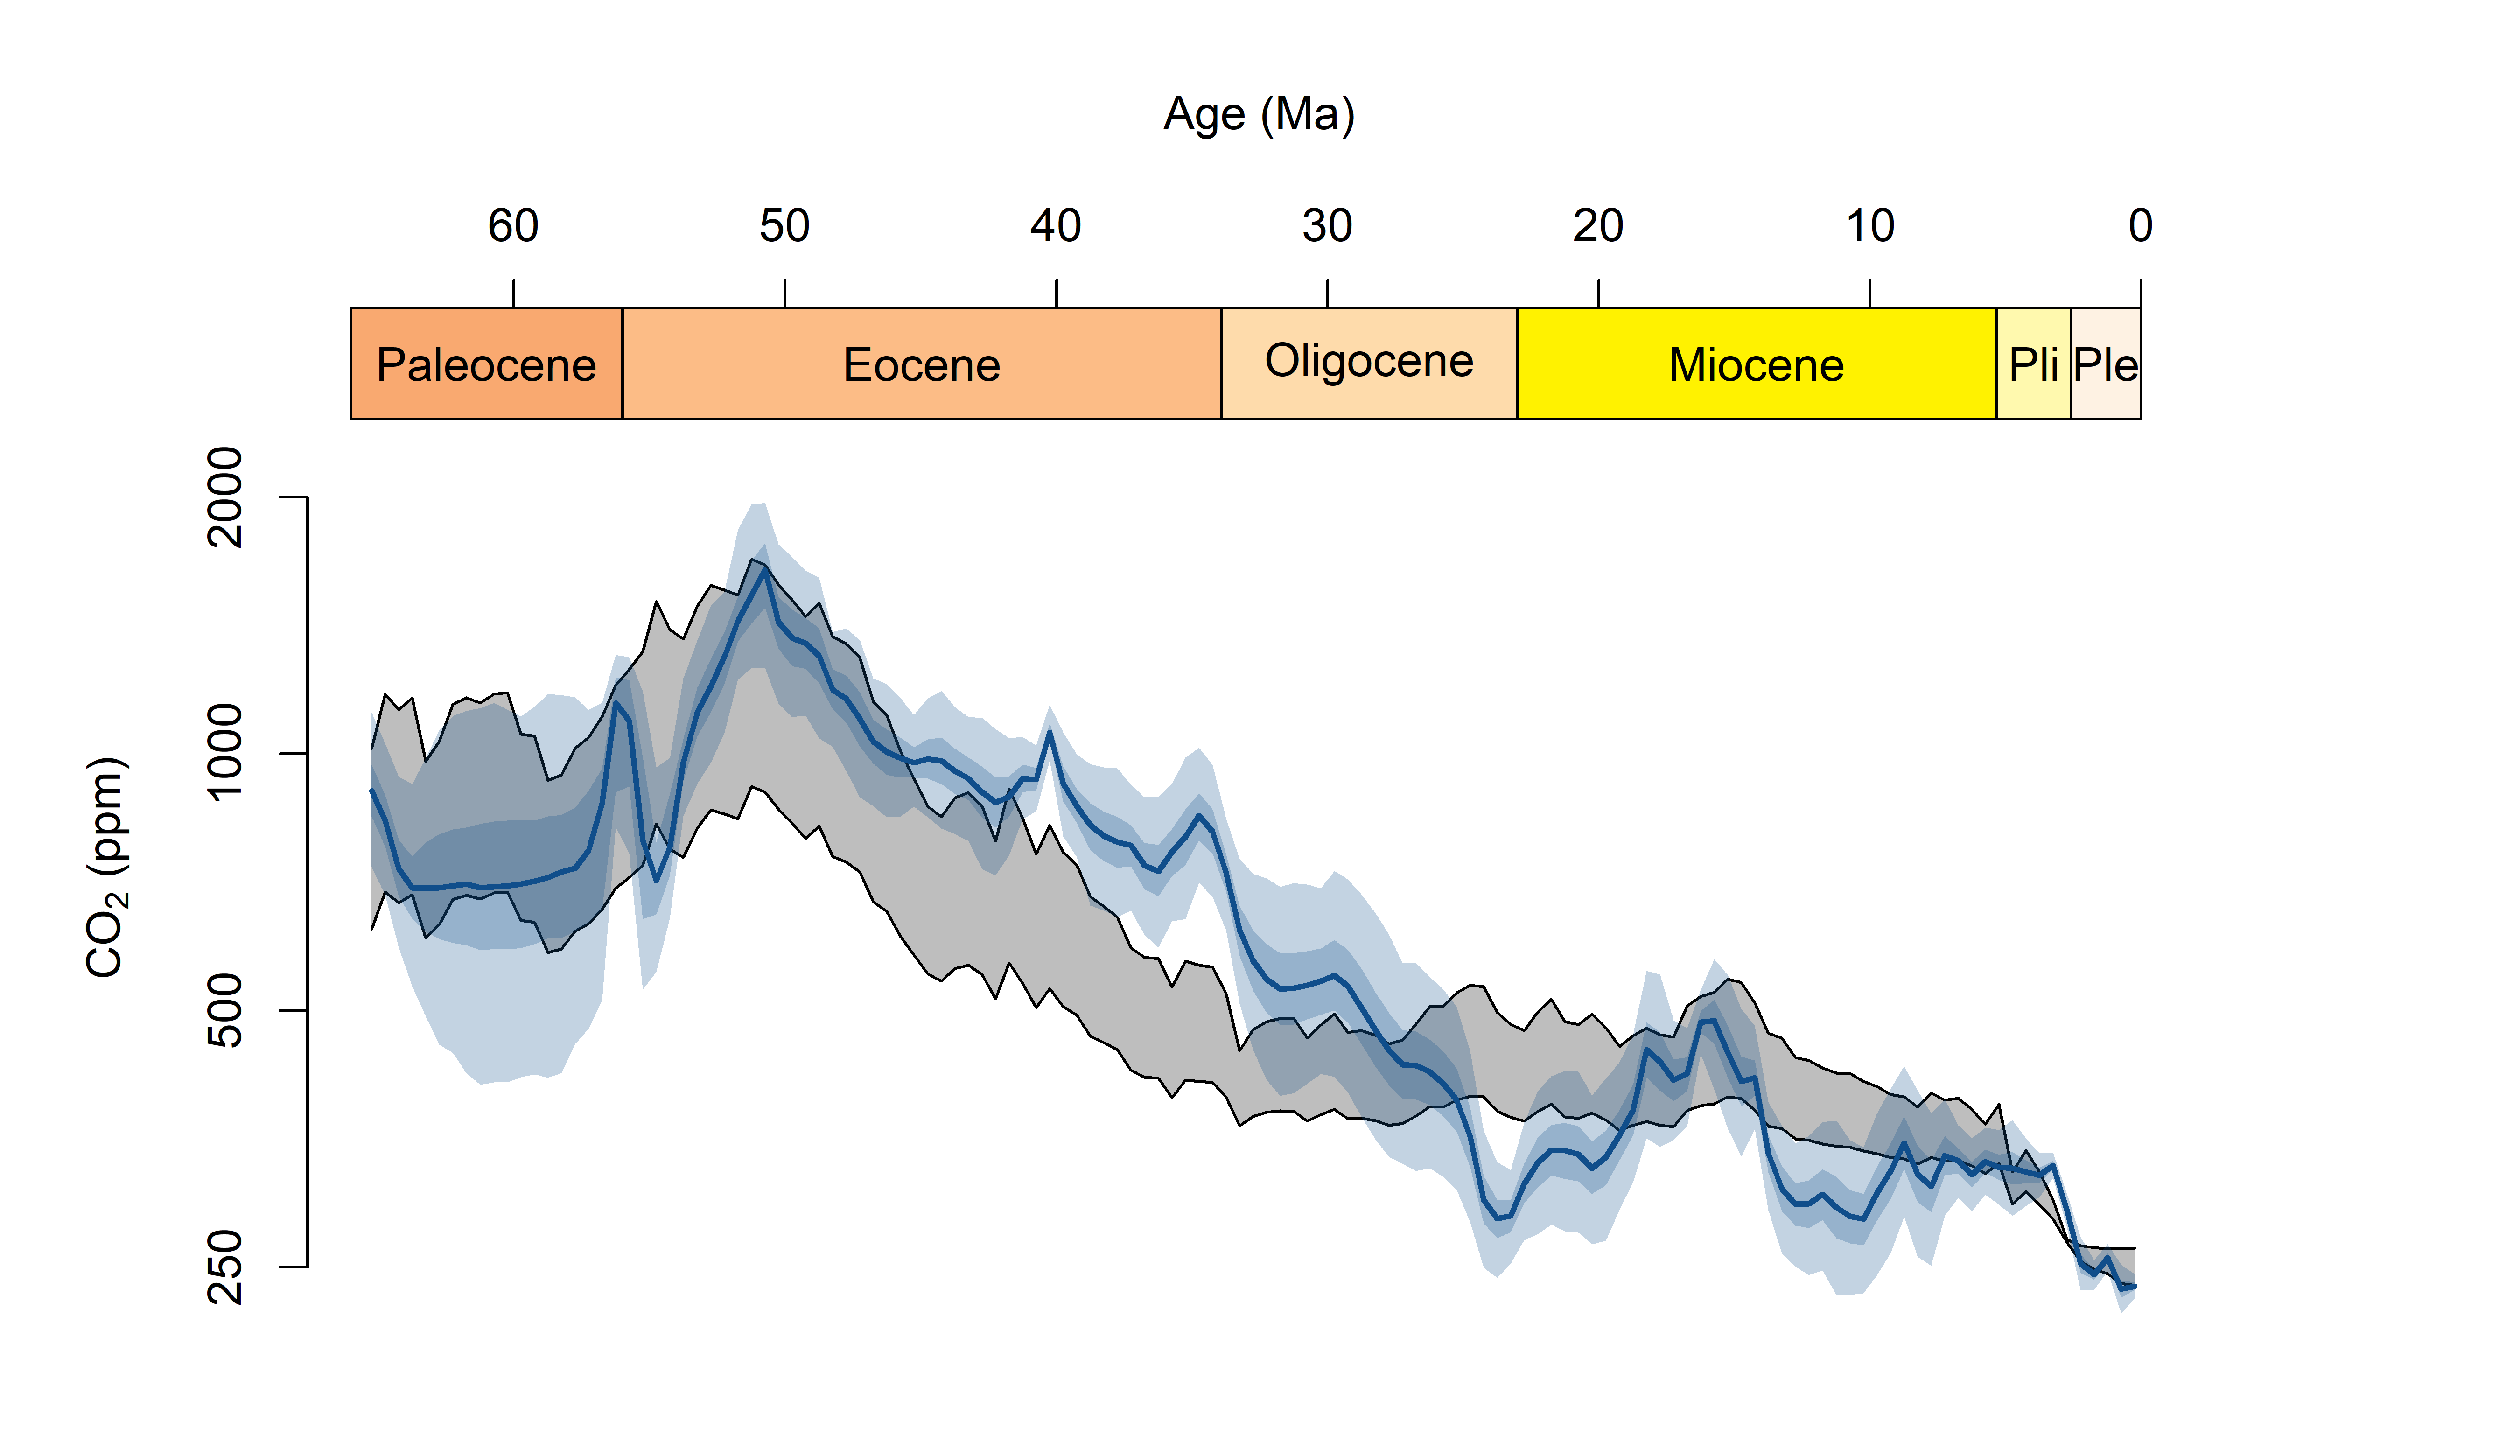 Age (Ma)
60 50 40 30 20 10 0
Paleocene Eocene Oligocene Miocene Pli Ple
2000
1000
500
250
CO₂ (ppm)